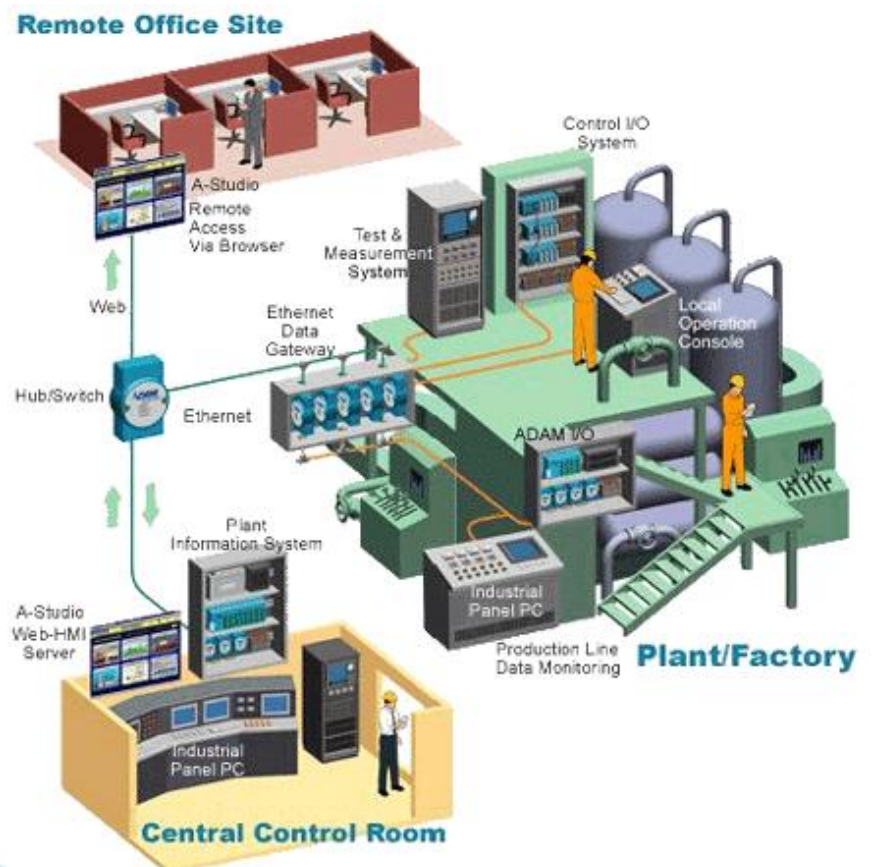 Remote Office Site
Control I/O
System
A-Studio
Remote
Access
Via Browser
Test &
Measurement
System
Web
Ethernet
Data
Gateway
Local
Operation
Console
Hub/Switch
Ethernet
ADAM I/O
Plant
Information System
Industrial
Panel PC
A-Studio
Web-HMI
Server
Production Line
Data Monitoring
Plant/Factory
Industrial
Panel PC
Central Control Room